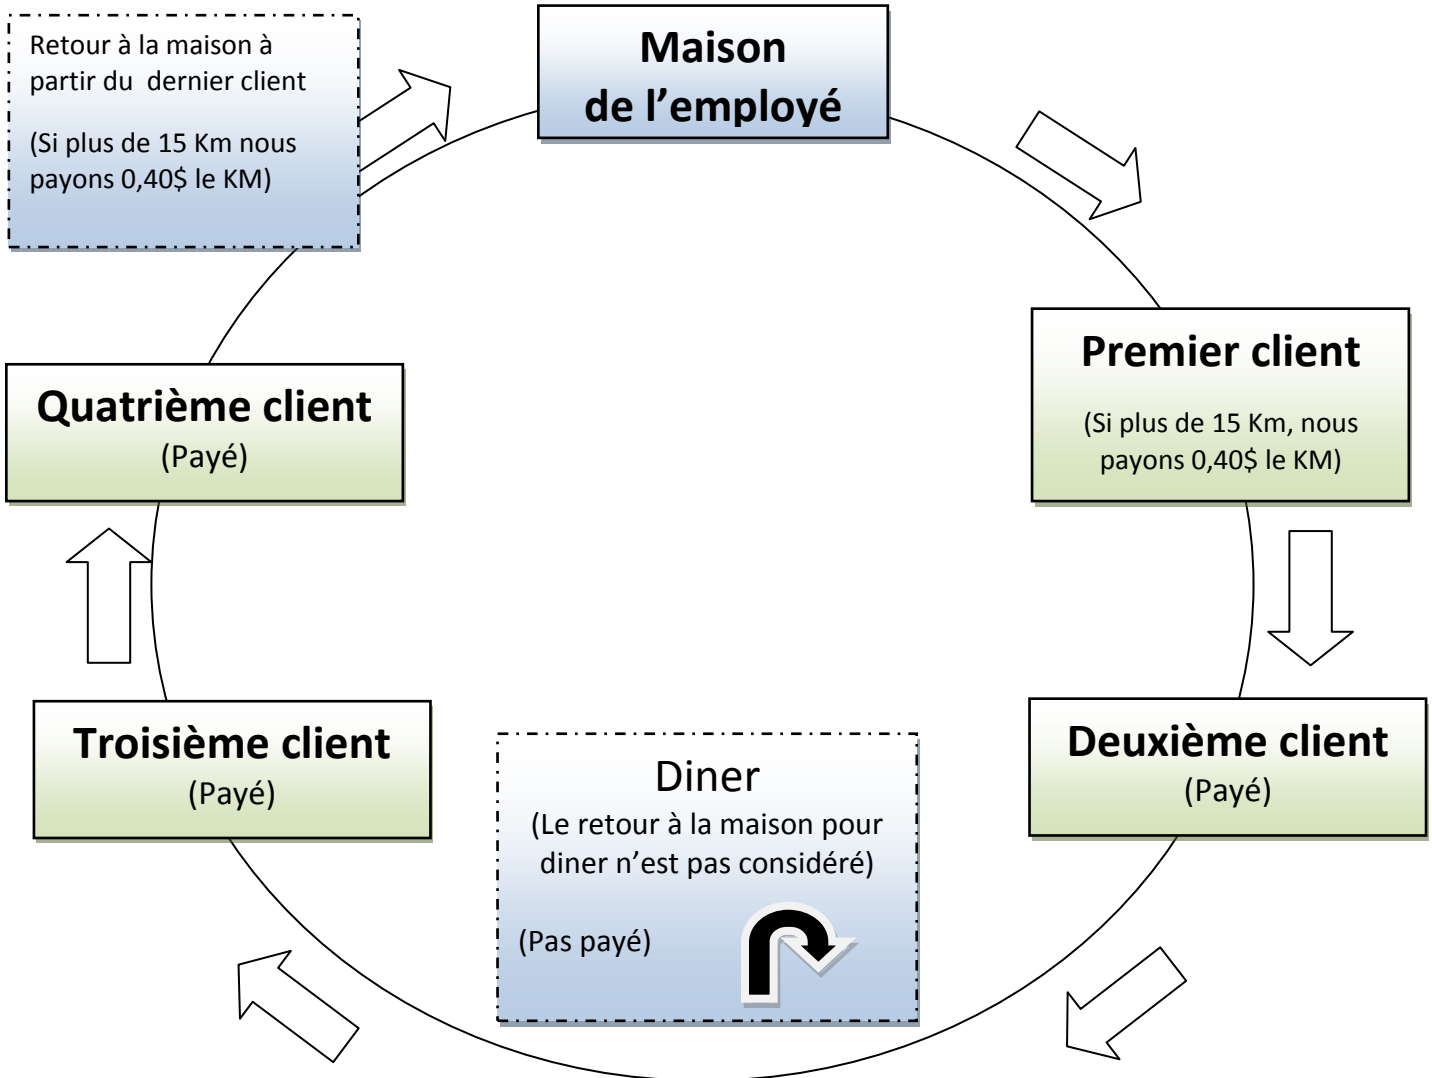 Retour à la maison à
partir du dernier client
(Si plus de 15 Km nous
payons 0,40$ le KM)
Maison
de l'employé
Premier client
(Si plus de 15 Km, nous
payons 0,40$ le KM)
Deuxième client
(Payé)
Diner
(Le retour à la maison pour
diner n'est pas considéré)
(Pas payé)
Troisième client
(Payé)
Quatrième client
(Payé)